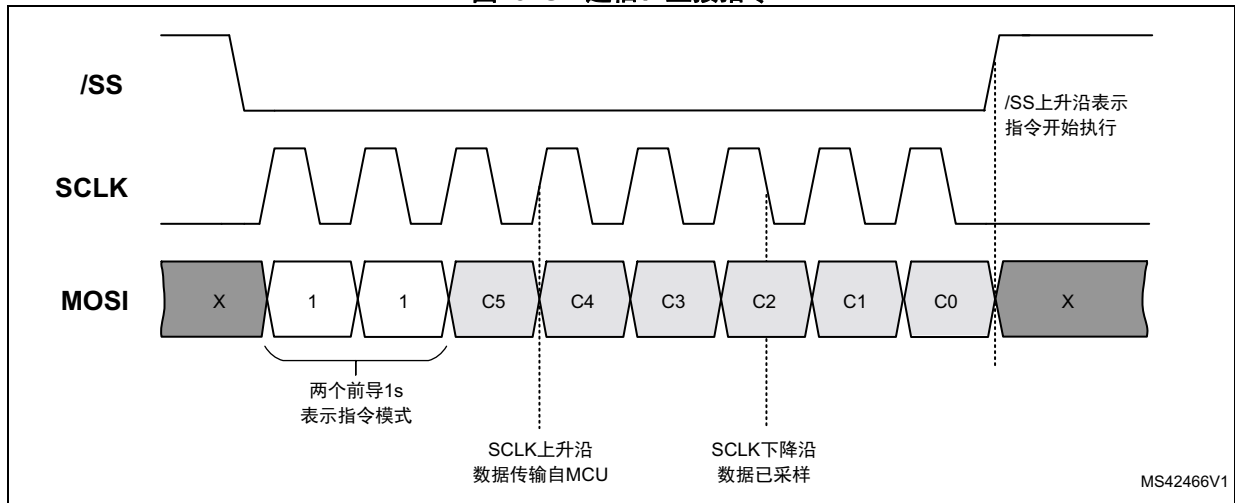 /SS
/SS上升沿表示
指令开始执行
SCLK
MOSI
X
1
1
C5
C4
C3
C2
C1
C0
X
两个前导1s
表示指令模式
SCLK上升沿
数据传输自MCU
SCLK下降沿
数据已采样
MS42466V1